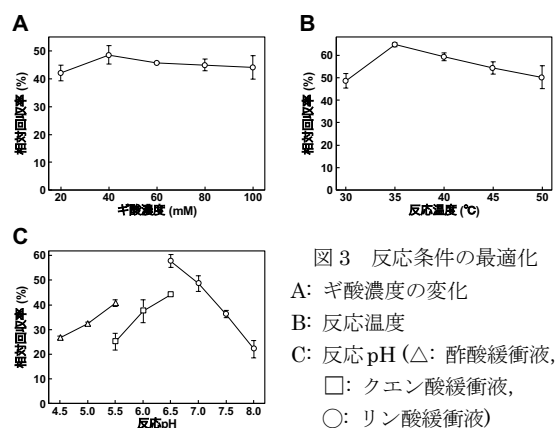 A
相対回収率 (%)
60
50
40
30
20
10
0
20 40 60 80 100
ギ酸濃度 (mM)
B
相対回収率 (%)
70
60
50
40
30
20
10
0
30 35 40 45 50
反応温度 (℃)
C
相対回収率 (%)
70
60
50
40
30
20
10
0
4.5 5.0 5.5 6.0 6.5 7.0 7.5 8.0
反応pH
図 3 反応条件の最適化
A: ギ酸濃度の変化
B: 反応温度
C: 反応 pH (△: 酢酸緩衝液,
□: クエン酸緩衝液,
○: リン酸緩衝液)